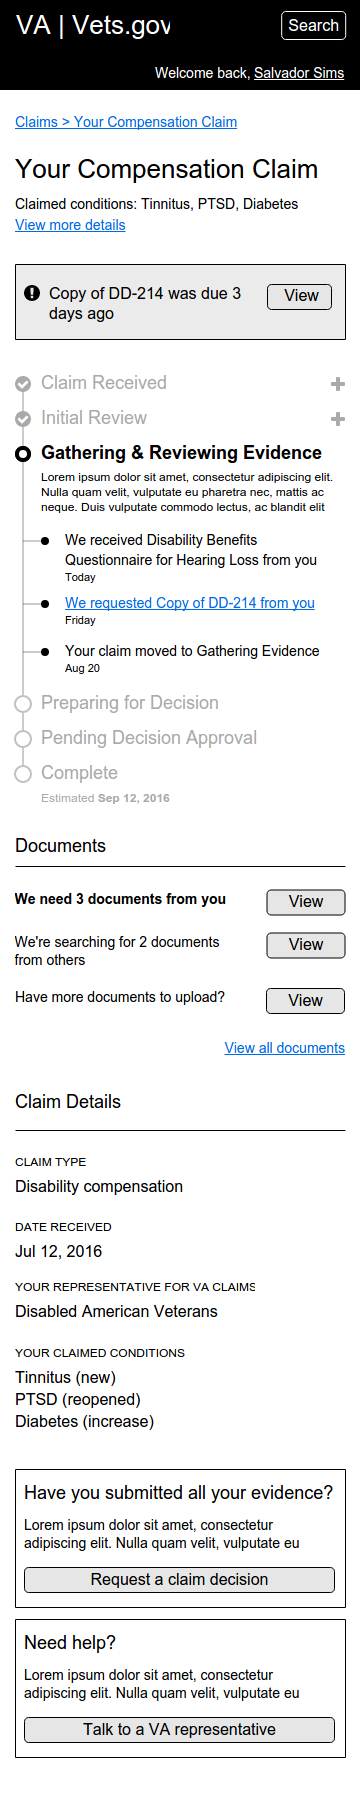 VA | Vets.gov
Search
Welcome back, Salvador Sims
Claims > Your Compensation Claim
Your Compensation Claim
Claimed conditions: Tinnitus, PTSD, Diabetes
View more details
Copy of DD-214 was due 3
days ago
View
Claim Received
Initial Review
Gathering & Reviewing Evidence
Lorem ipsum dolor sit amet, consectetur adipiscing elit.
Nulla quam velit, vulputate eu pharetra nec, mattis ac
neque. Duis vulputate commodo lectus, ac blandit elit
We received Disability Benefits
Questionnaire for Hearing Loss from you
Today
We requested Copy of DD-214 from you
Friday
Your claim moved to Gathering Evidence
Aug 20
Preparing for Decision
Pending Decision Approval
Complete
Estimated Sep 12, 2016
Documents
We need 3 documents from you
View
We're searching for 2 documents
from others
View
Have more documents to upload?
View
View all documents
Claim Details
CLAIM TYPE
Disability compensation
DATE RECEIVED
Jul 12, 2016
YOUR REPRESENTATIVE FOR VA CLAIMS
Disabled American Veterans
YOUR CLAIMED CONDITIONS
Tinnitus (new)
PTSD (reopened)
Diabetes (increase)
Have you submitted all your evidence?
Lorem ipsum dolor sit amet, consectetur
adipiscing elit. Nulla quam velit, vulputate eu
Request a claim decision
Need help?
Lorem ipsum dolor sit amet, consectetur
adipiscing elit. Nulla quam velit, vulputate eu
Talk to a VA representative